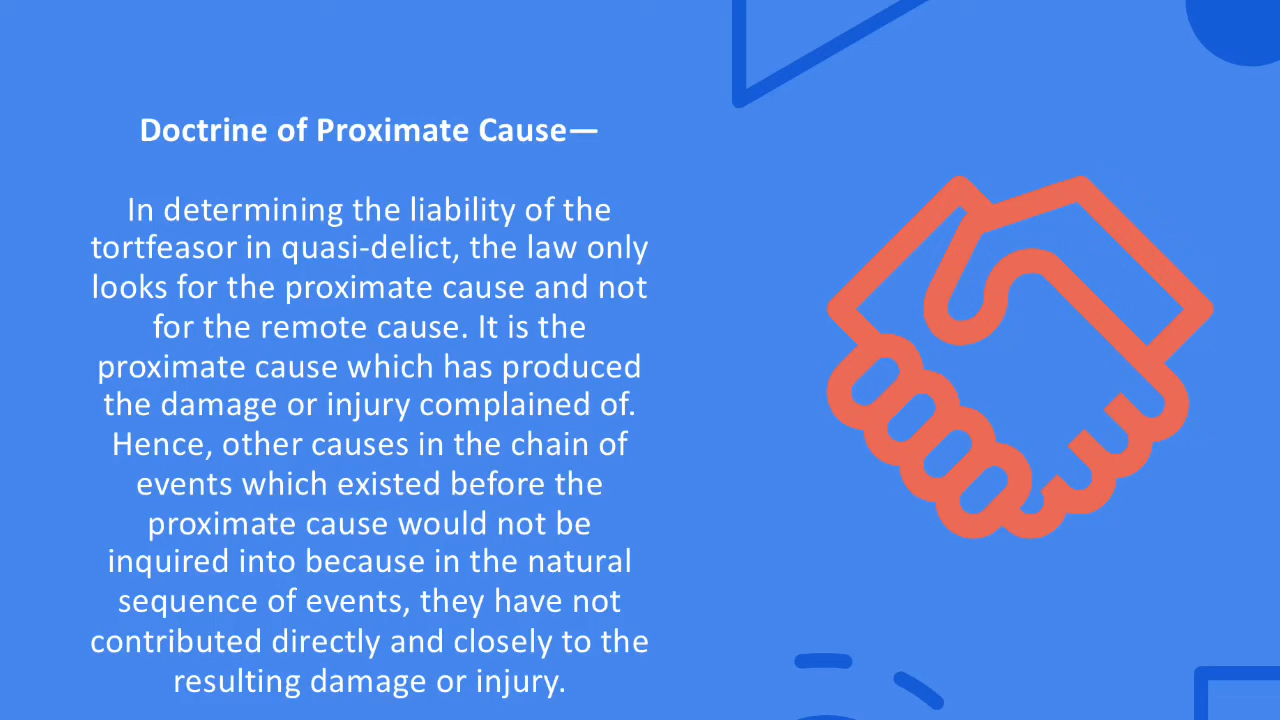 Doctrine of Proximate Cause—
In determining the liability of the
tortfeasor in quasi-delict, the law only
looks for the proximate cause and not
for the remote cause. It is the
proximate cause which has produced
the damage or injury complained of.
Hence, other causes in the chain of
events which existed before the
proximate cause would not be
inquired into because in the natural
sequence of events, they have not
contributed directly and closely to the
resulting damage or injury.